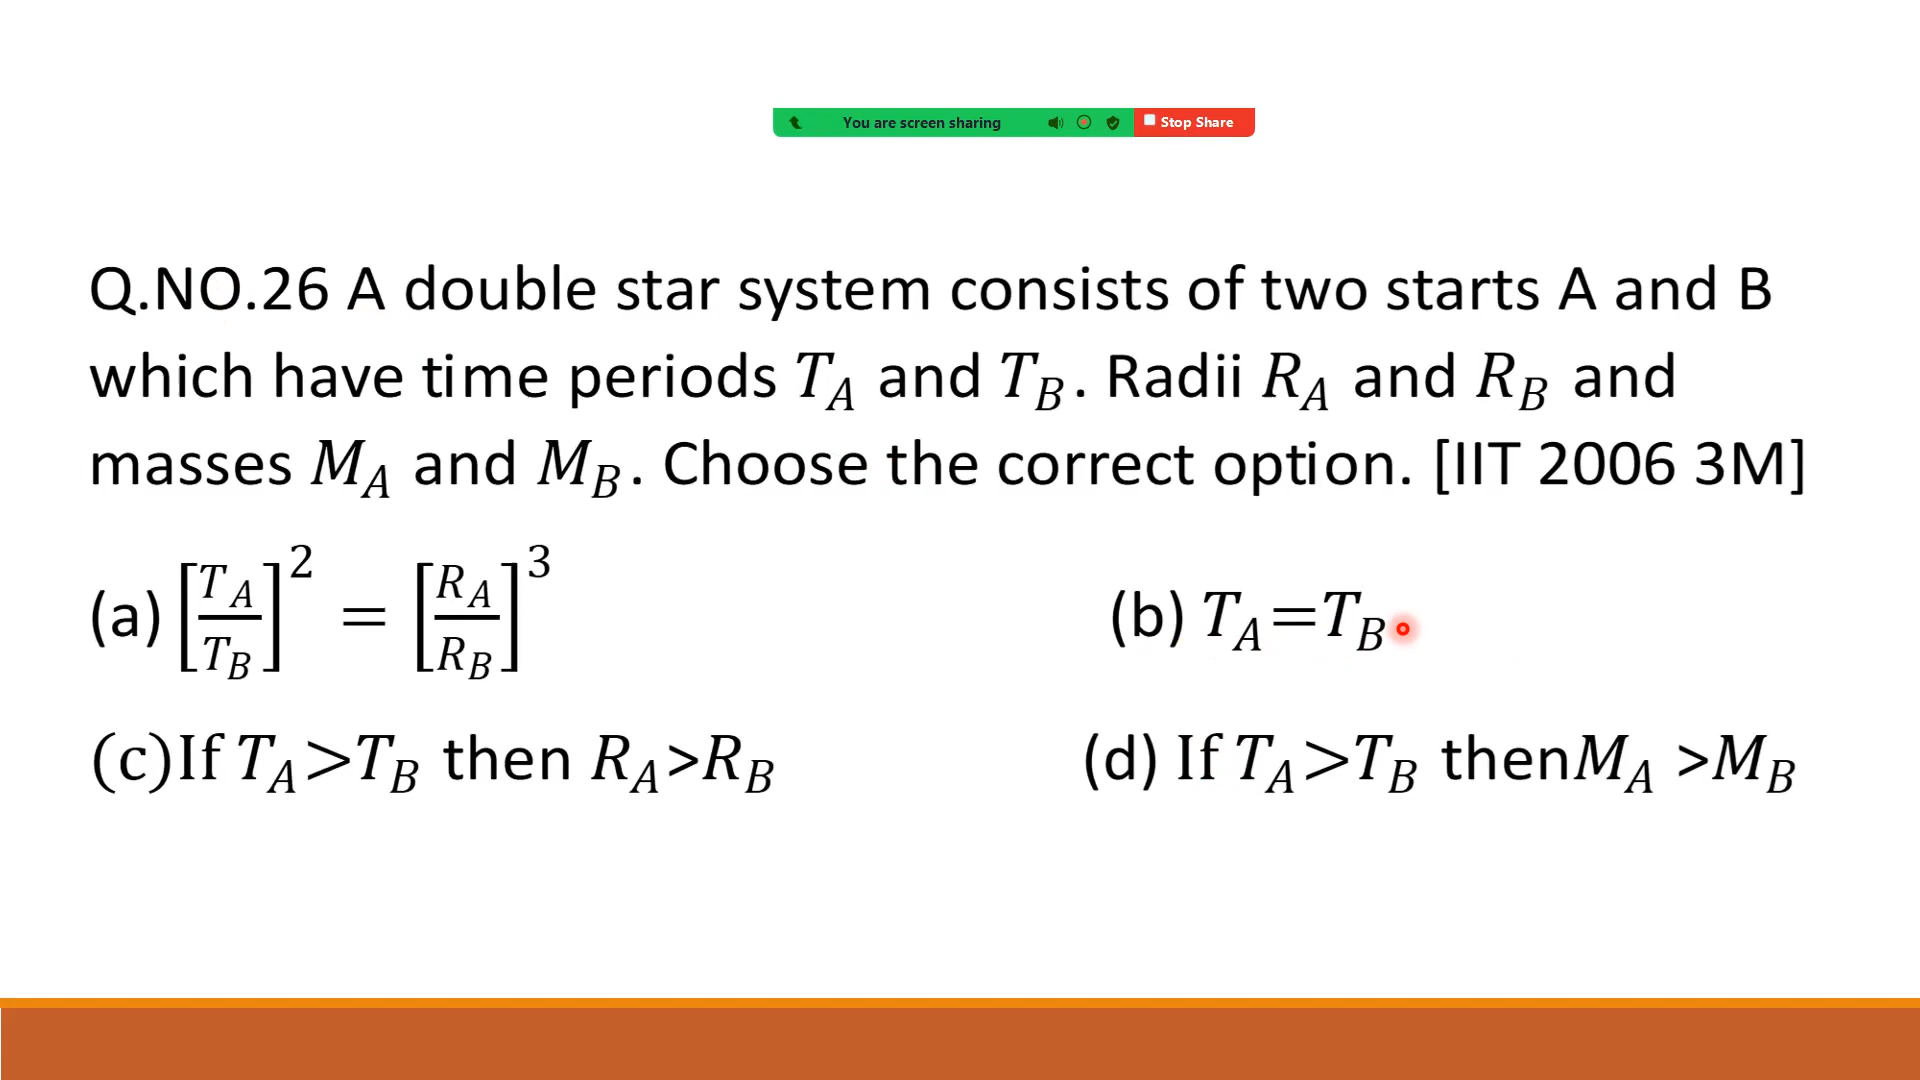 You are screen sharing Stop Share
Q.NO.26 A double star system consists of two starts A and B
which have time periods T_A and T_B. Radii R_A and R_B and
masses M_A and M_B. Choose the correct option. [IIT 2006 3M]
(a) [T_A/T_B]^2 = [R_A/R_B]^3 (b) T_A=T_B
(c)If T_A>T_B then R_A>R_B (d) If T_A>T_B thenM_A >M_B